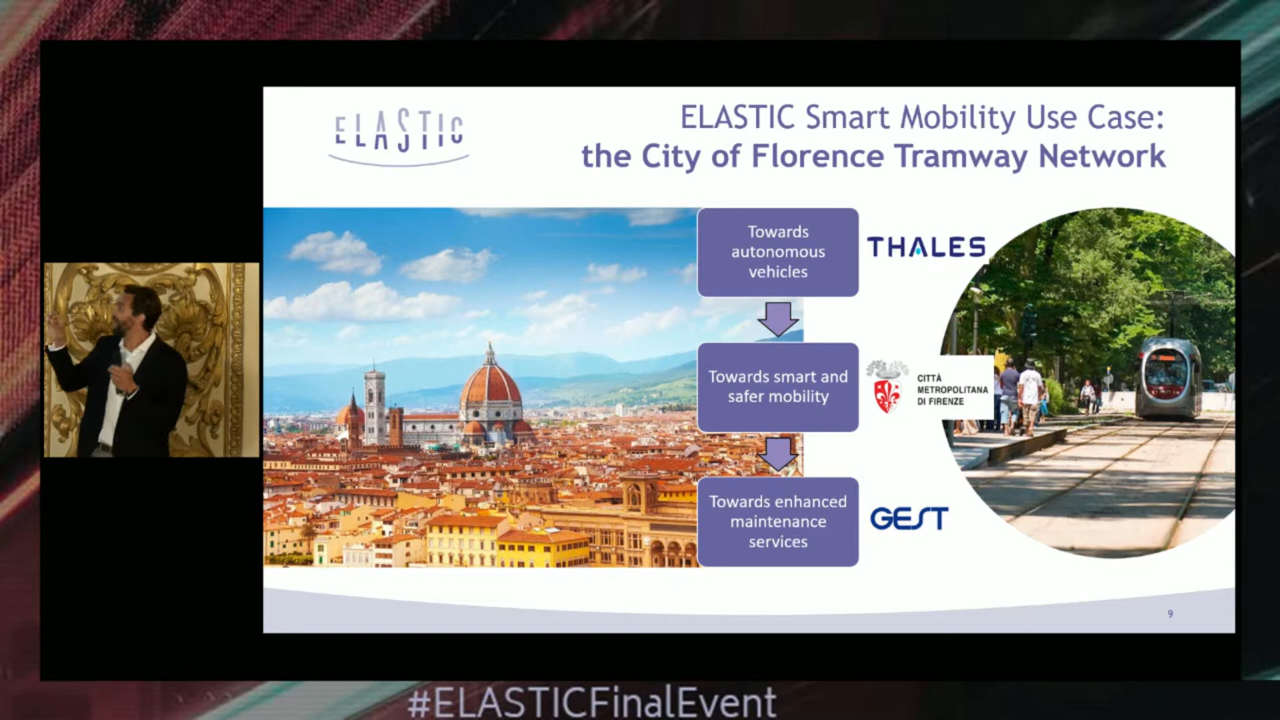 ELASTIC
ELASTIC Smart Mobility Use Case:
the City of Florence Tramway Network
Towards
autonomous
vehicles
THALES
Towards smart and
safer mobility
CITTÀ
METROPOLITANA
DI FIRENZE
Towards enhanced
maintenance
services
GEST
9
#ELASTICFinalEvent